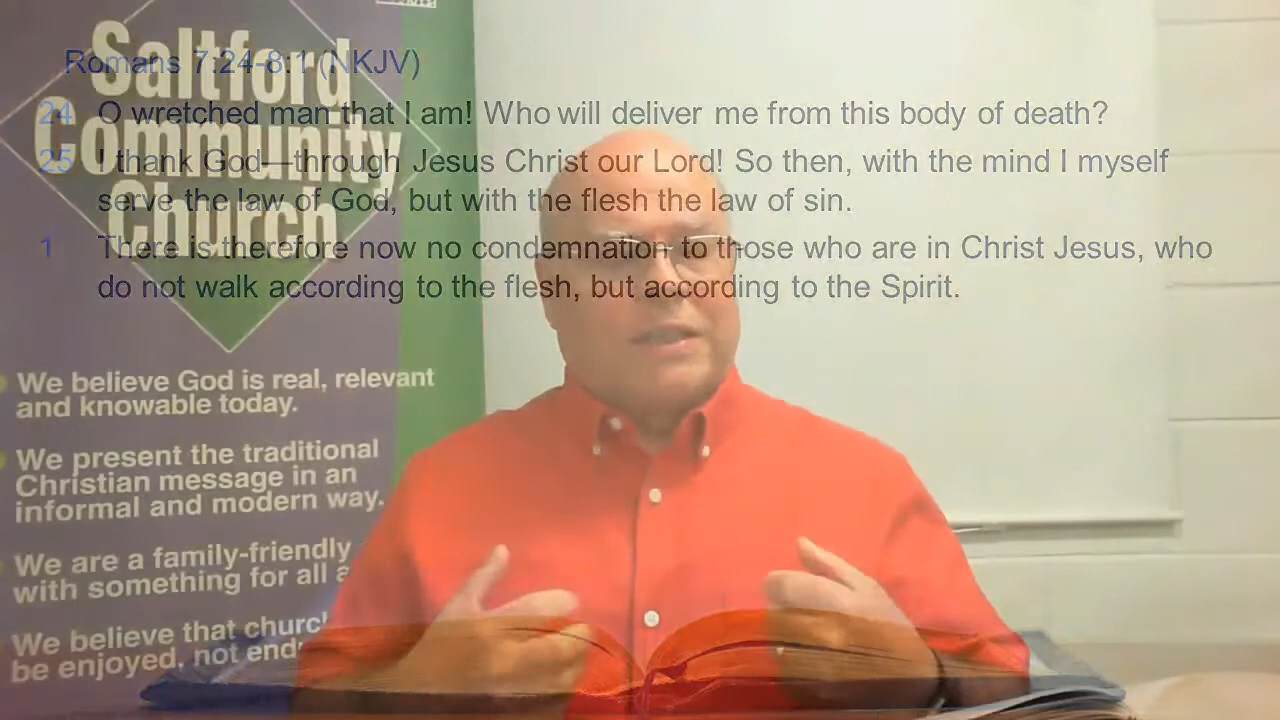 Saltford
Community
Church
Romans 7:24-8:1 (NKJV)
24 O wretched man that I am! Who will deliver me from this body of death?
25 I thank God—through Jesus Christ our Lord! So then, with the mind I myself
serve the law of God, but with the flesh the law of sin.
1 There is therefore now no condemnation to those who are in Christ Jesus, who
do not walk according to the flesh, but according to the Spirit.
We believe God is real, relevant
and knowable today.
We present the traditional
Christian message in an
informal and modern way.
We are a family-friendly
with something for all
We believe that
be enjoyed, not